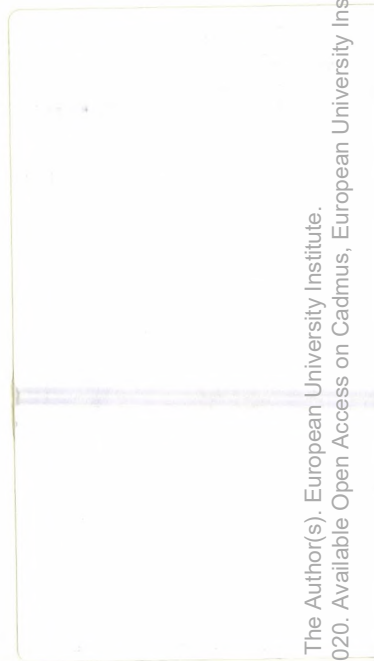 The Author(s). European University Institute.
020. Available Open Access on Cadmus, European University Ins